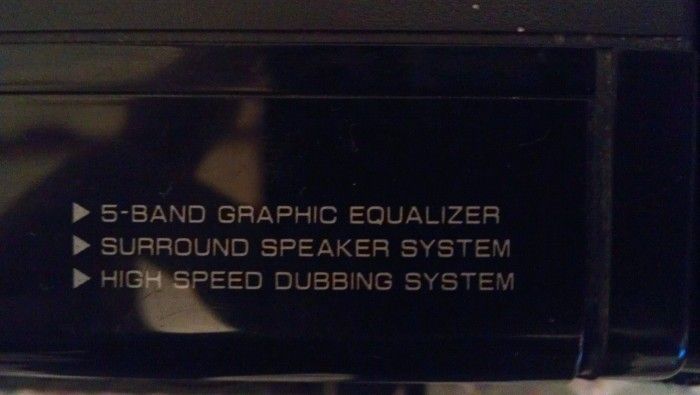 ▶ 5-BAND GRAPHIC EQUALIZER
▶ SURROUND SPEAKER SYSTEM
▶ HIGH SPEED DUBBING SYSTEM